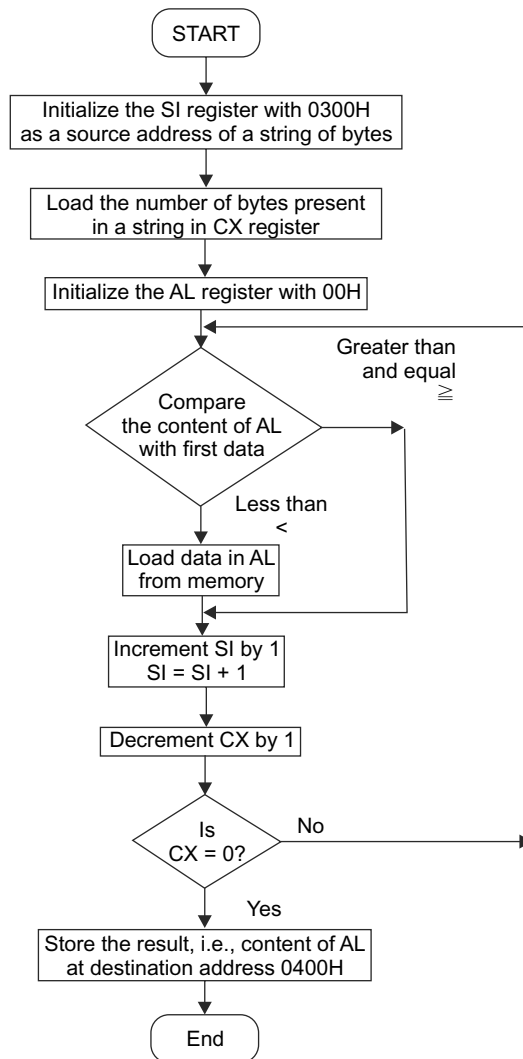 START
Initialize the SI register with 0300H
as a source address of a string of bytes
Load the number of bytes present
in a string in CX register
Initialize the AL register with 00H
Greater than
and equal
≧
Compare
the content of AL
with first data
Less than
<
Load data in AL
from memory
Increment SI by 1
SI = SI + 1
Decrement CX by 1
Is
CX = 0?
No
Yes
Store the result, i.e., content of AL
at destination address 0400H
End